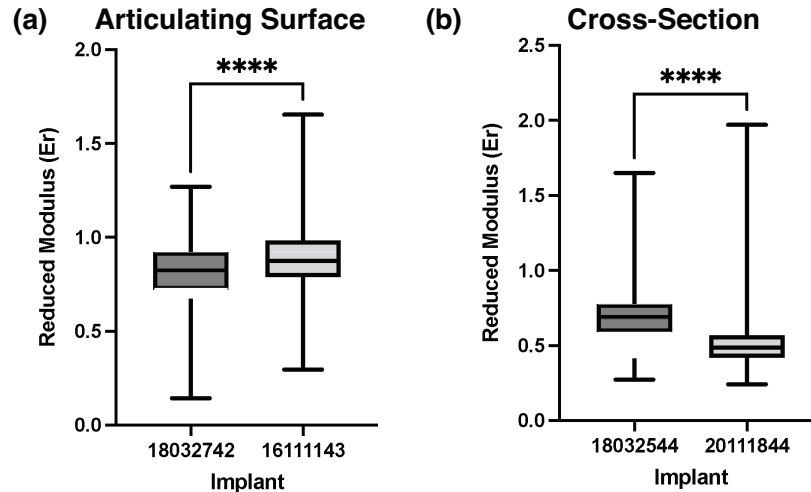 (a) Articulating Surface
2.0
1.5
1.0
0.5
0.0
Reduced Modulus (Er)
****
18032742 16111143
Implant
(b) Cross-Section
2.5
2.0
1.5
1.0
0.5
0.0
Reduced Modulus (Er)
****
18032544 20111844
Implant